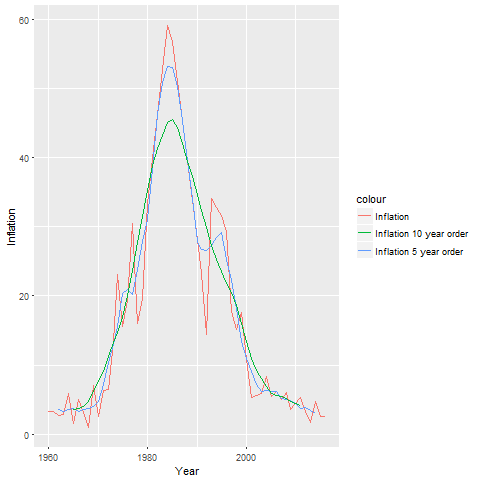 60
40
20
0
Inflation
1960
1980
2000
Year
colour
Inflation
Inflation 10 year order
Inflation 5 year order